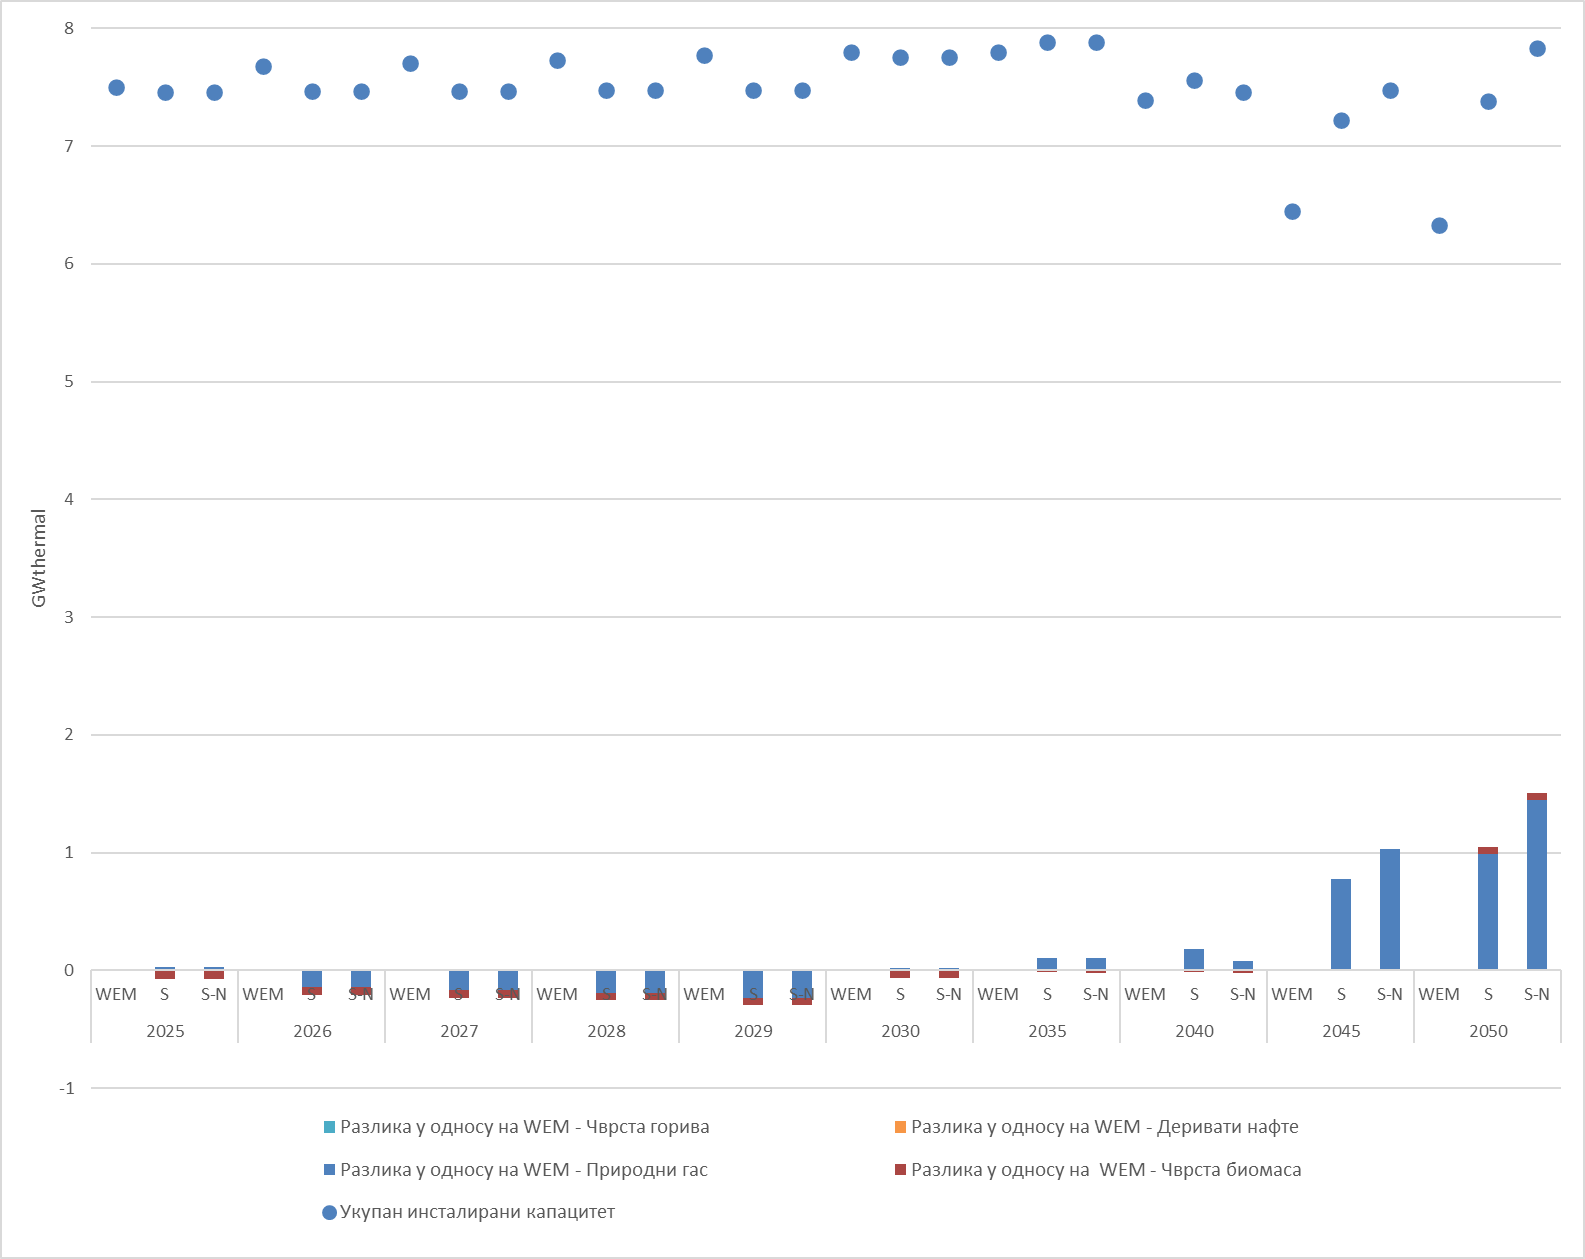 8
7
6
5
4
3
2
1
0
-1
GWthermal
WEM S S-N WEM S S-N WEM S S-N WEM S S-N WEM S S-N WEM S S-N WEM S S-N WEM S S-N WEM S S-N WEM S S-N
2025 2026 2027 2028 2029 2030 2035 2040 2045 2050
Разлика у односу на WEM - Чврста горива
Разлика у односу на WEM - Деривати нафте
Разлика у односу на WEM - Природни гас
Разлика у односу на  WEM - Чврста биомаса
Укупан инсталирани капацитет